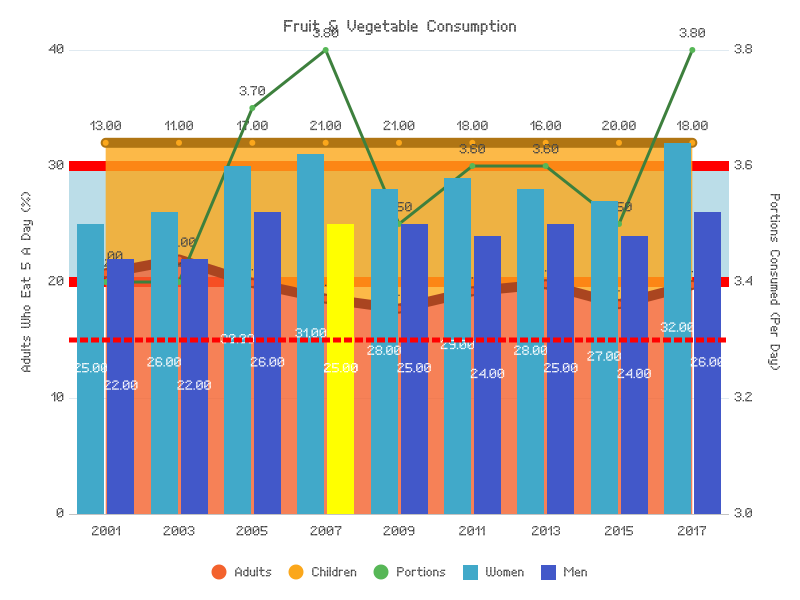 Fruit & Vegetable Consumption
3.80 3.80
40 3.8
3.70
13.00 11.00 17.00 21.00 21.00 18.00 16.00 20.00 18.00
3.60 3.60
30 3.6
Adults Who Eat 5 A Day (%)
Portions Consumed (Per Day)
20 3.4
31.00 32.00
25.00 26.00 28.00 29.00 28.00 27.00
22.00 22.00 26.00 25.00 25.00 24.00 25.00 24.00 26.00
10 3.2
0 3.0
2001 2003 2005 2007 2009 2011 2013 2015 2017
Adults Children Portions Women Men